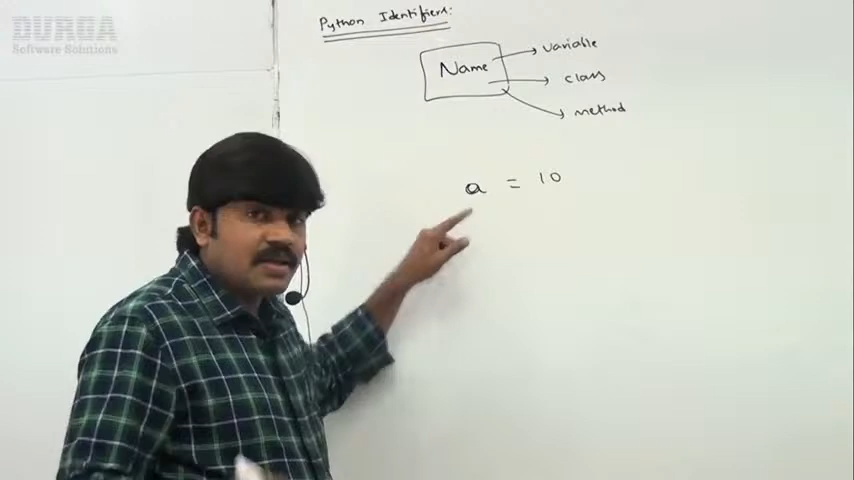 DURGA
Software Solutions
Python Identifiers:
Name
variable
class
method
a = 10